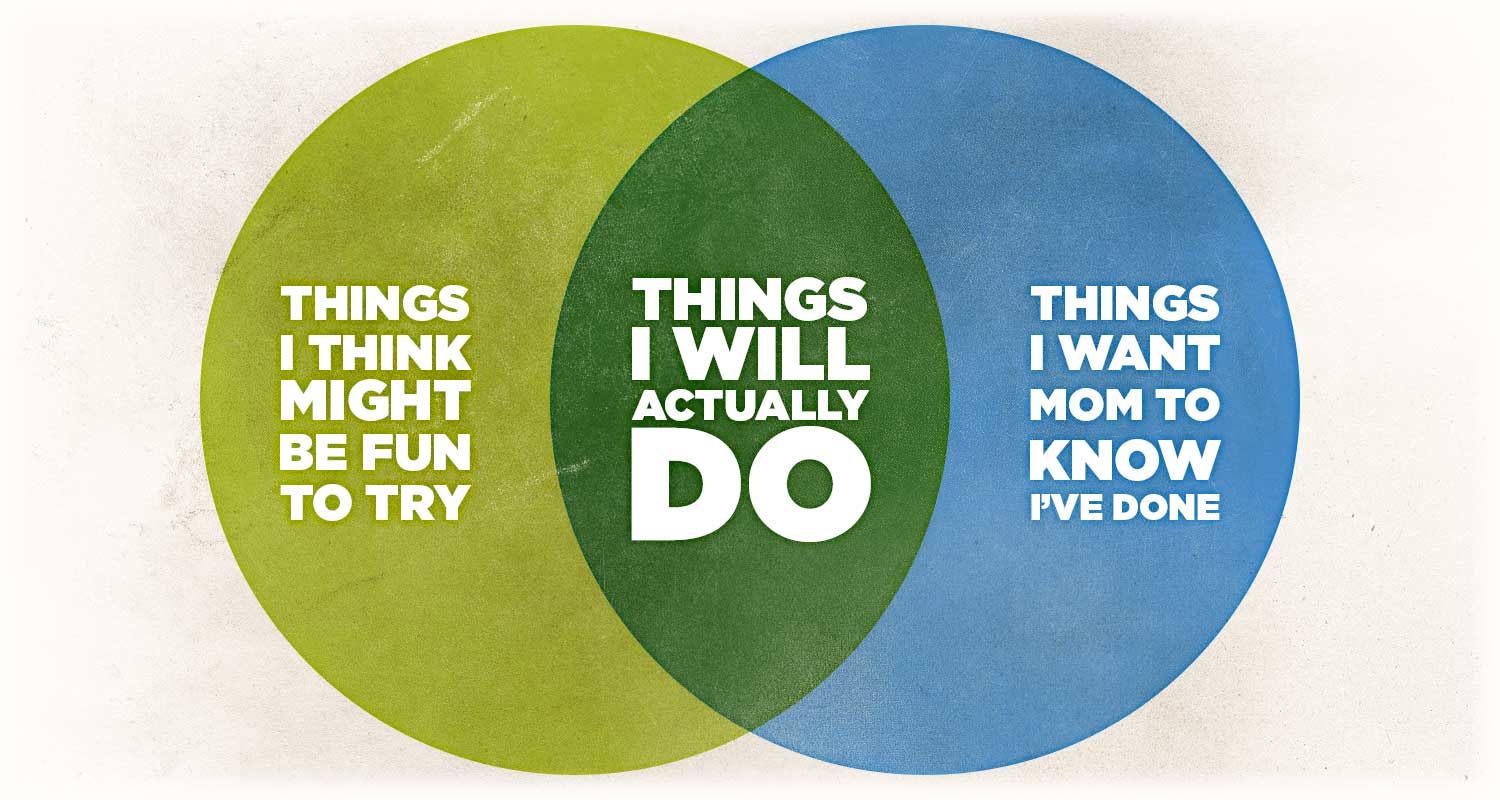 THINGS
I THINK
MIGHT
BE FUN
TO TRY
THINGS
I WILL
ACTUALLY
DO
THINGS
I WANT
MOM TO
KNOW
I'VE DONE